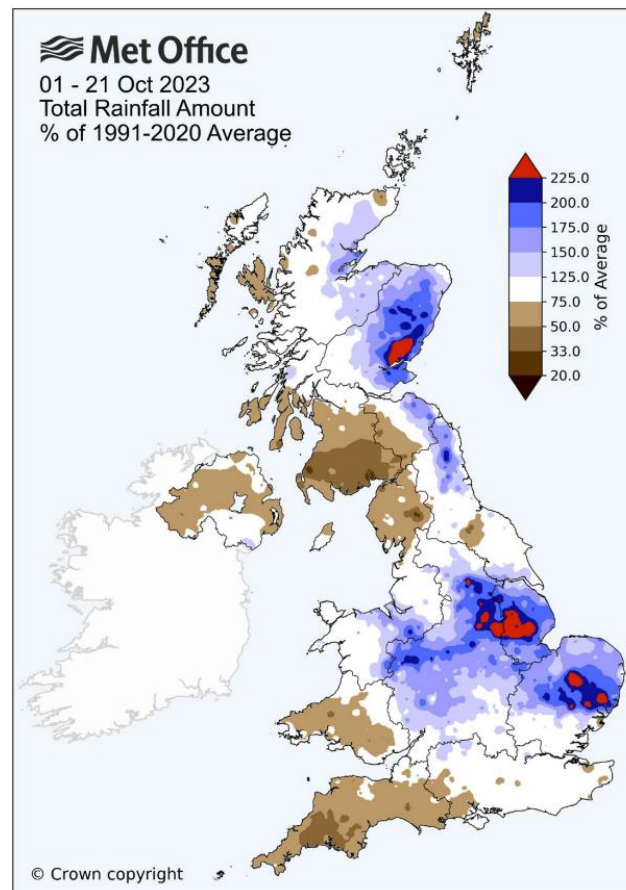 Met Office
01 - 21 Oct 2023
Total Rainfall Amount
% of 1991-2020 Average
225.0
200.0
175.0
150.0
125.0
75.0
50.0
33.0
20.0
% of Average
© Crown copyright